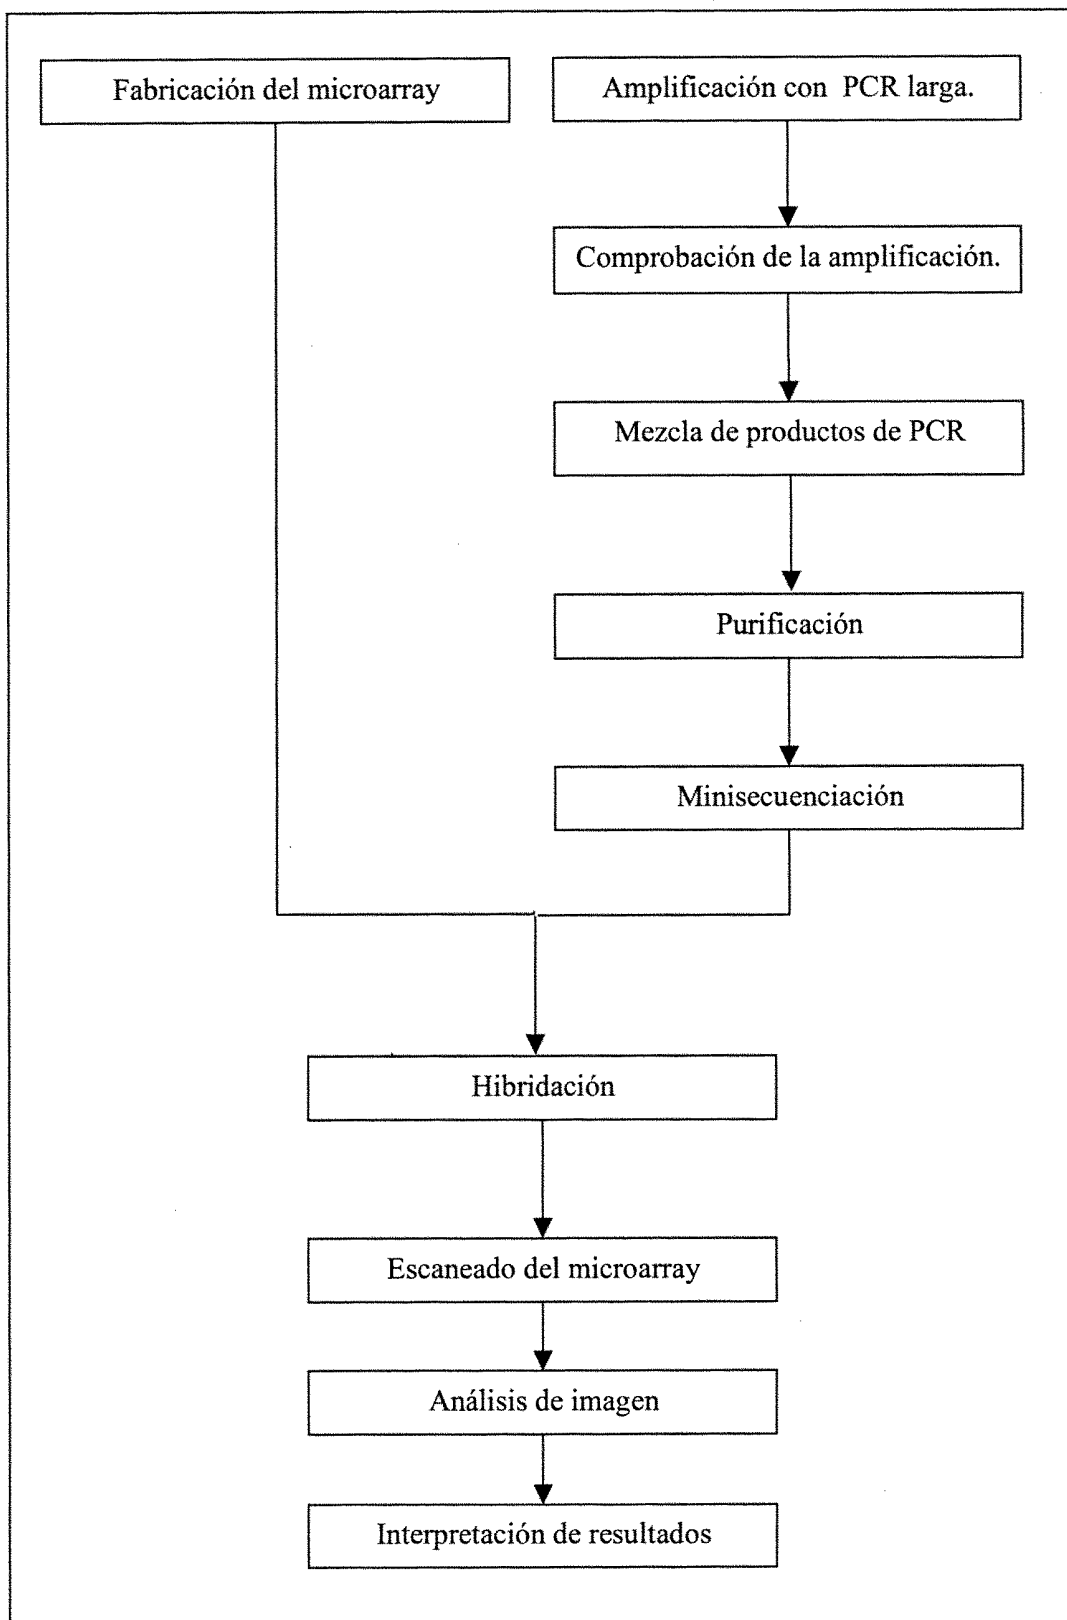 Fabricación del microarray
Amplificación con PCR larga.
Comprobación de la amplificación.
Mezcla de productos de PCR
Purificación
Minisecuenciación
Hibridación
Escaneado del microarray
Análisis de imagen
Interpretación de resultados